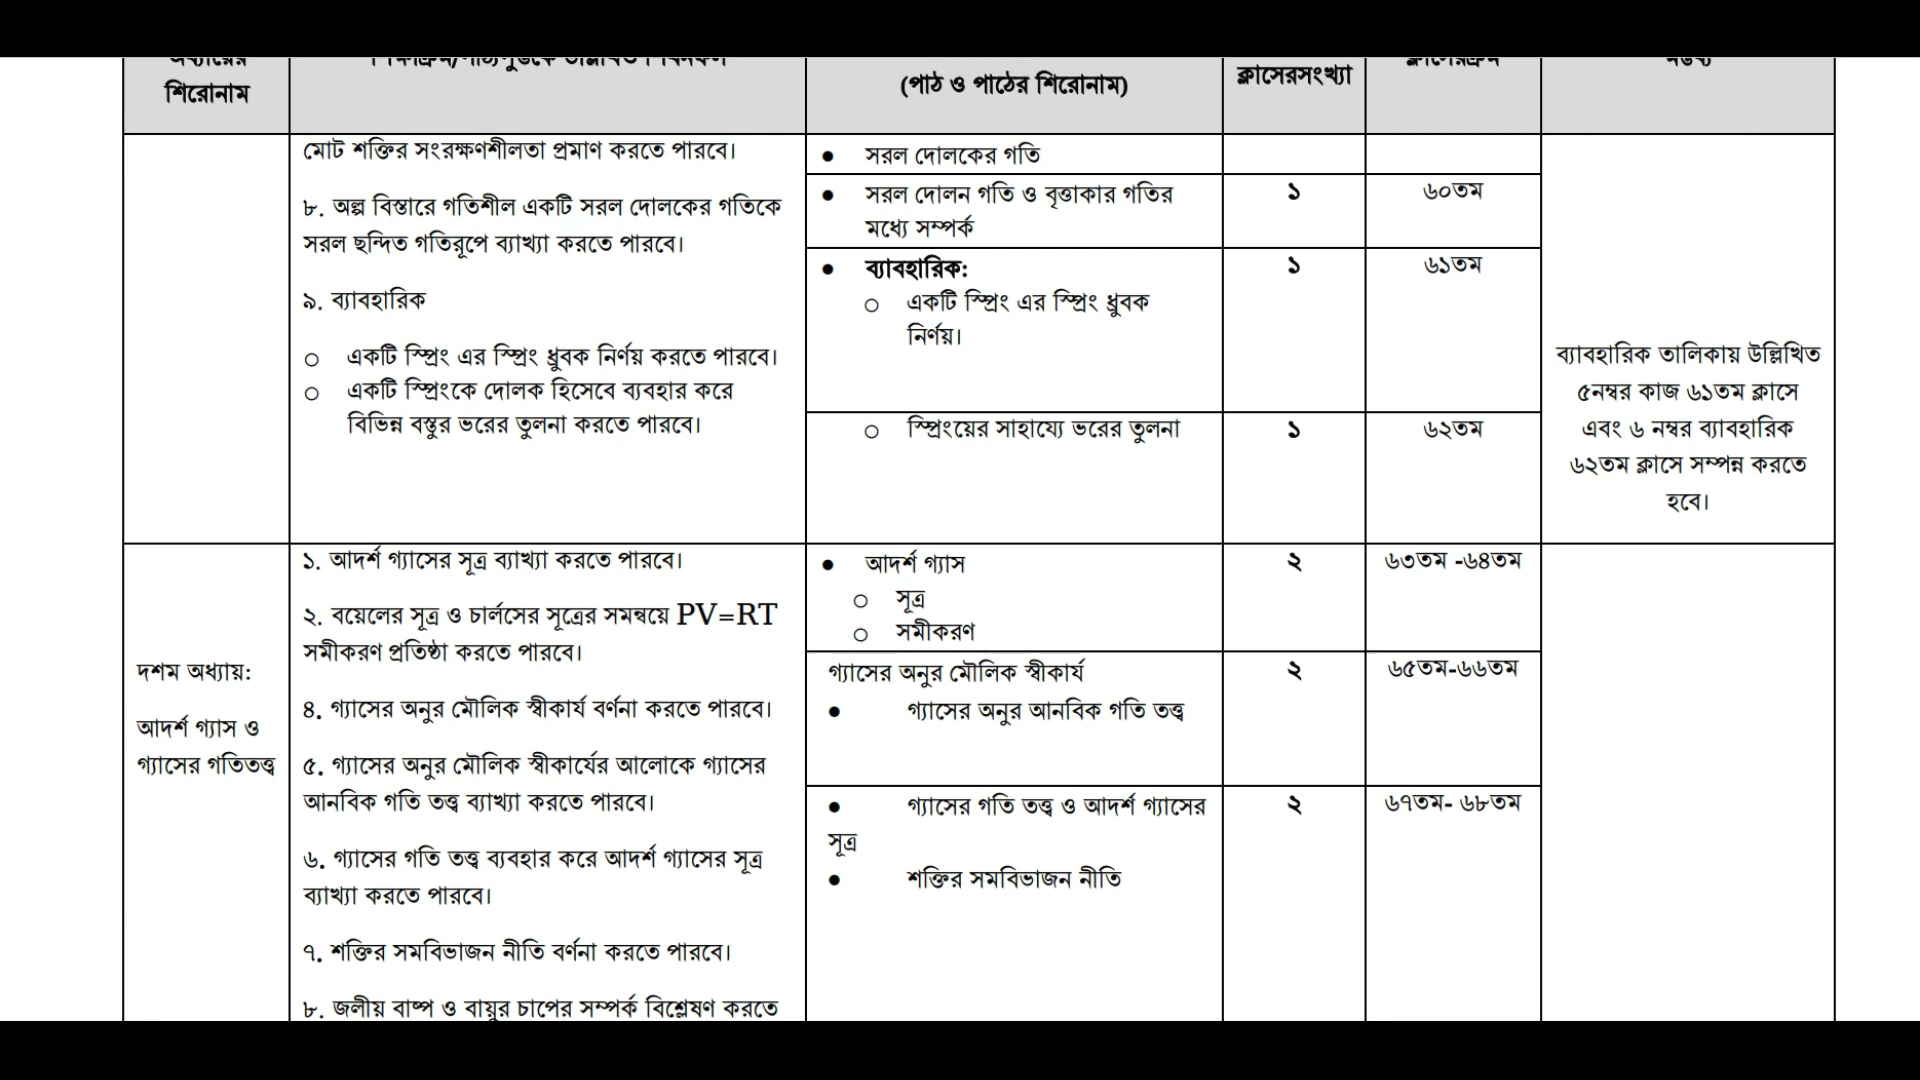 শিরোনাম
(পাঠ ও পাঠের শিরোনাম)
ক্লাসেরসংখ্যা
মোট শক্তির সংরক্ষণশীলতা প্রমাণ করতে পারবে।
৮. অল্প বিস্তারে গতিশীল একটি সরল দোলকের গতিকে
সরল ছন্দিত গতিরূপে ব্যাখ্যা করতে পারবে।
৯. ব্যাবহারিক
o একটি স্প্রিং এর স্প্রিং ধ্রুবক নির্ণয় করতে পারবে।
o একটি স্প্রিংকে দোলক হিসেবে ব্যবহার করে
বিভিন্ন বস্তুর ভরের তুলনা করতে পারবে।
● সরল দোলকের গতি
● সরল দোলন গতি ও বৃত্তাকার গতির
মধ্যে সম্পর্ক
১
৬০তম
● ব্যাবহারিক:
o একটি স্প্রিং এর স্প্রিং ধ্রুবক
নির্ণয়।
১
৬১তম
o স্প্রিংয়ের সাহায্যে ভরের তুলনা
১
৬২তম
ব্যাবহারিক তালিকায় উল্লিখিত
৫নম্বর কাজ ৬১তম ক্লাসে
এবং ৬ নম্বর ব্যাবহারিক
৬২তম ক্লাসে সম্পন্ন করতে
হবে।
দশম অধ্যায়:
আদর্শ গ্যাস ও
গ্যাসের গতিতত্ত্ব
১. আদর্শ গ্যাসের সূত্র ব্যাখ্যা করতে পারবে।
২. বয়েলের সূত্র ও চার্লসের সূত্রের সমন্বয়ে PV=RT
সমীকরণ প্রতিষ্ঠা করতে পারবে।
৪. গ্যাসের অনুর মৌলিক স্বীকার্য বর্ণনা করতে পারবে।
৫. গ্যাসের অনুর মৌলিক স্বীকার্যের আলোকে গ্যাসের
আনবিক গতি তত্ত্ব ব্যাখ্যা করতে পারবে।
৬. গ্যাসের গতি তত্ত্ব ব্যবহার করে আদর্শ গ্যাসের সূত্র
ব্যাখ্যা করতে পারবে।
৭. শক্তির সমবিভাজন নীতি বর্ণনা করতে পারবে।
৮. জলীয় বাষ্প ও বায়ুর চাপের সম্পর্ক বিশ্লেষণ করতে
● আদর্শ গ্যাস
o সূত্র
o সমীকরণ
২
৬৩তম -৬৪তম
গ্যাসের অনুর মৌলিক স্বীকার্য
● গ্যাসের অনুর আনবিক গতি তত্ত্ব
২
৬৫তম-৬৬তম
● গ্যাসের গতি তত্ত্ব ও আদর্শ গ্যাসের
সূত্র
● শক্তির সমবিভাজন নীতি
২
৬৭তম- ৬৮তম